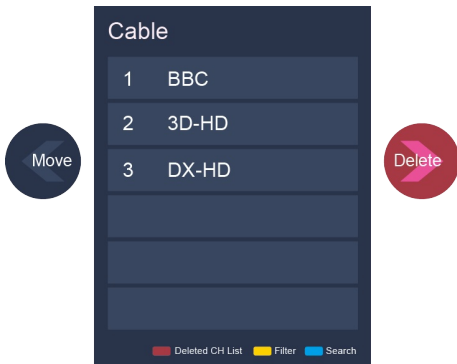 Cable
1 BBC
2 3D-HD
3 DX-HD
Move
Delete
Deleted CH List Filter Search